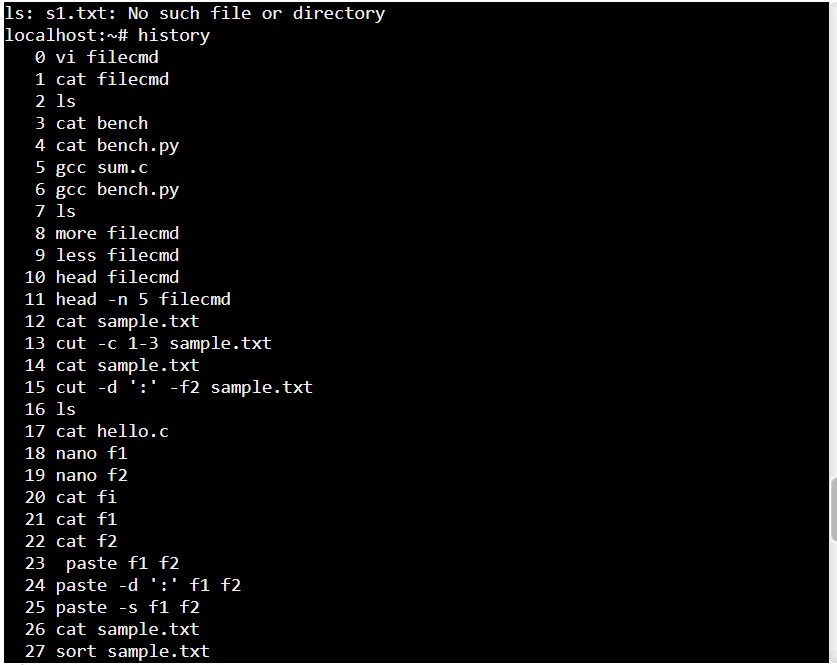 ls: s1.txt: No such file or directory
localhost:~# history
   0 vi filecmd
   1 cat filecmd
   2 ls
   3 cat bench
   4 cat bench.py
   5 gcc sum.c
   6 gcc bench.py
   7 ls
   8 more filecmd
   9 less filecmd
  10 head filecmd
  11 head -n 5 filecmd
  12 cat sample.txt
  13 cut -c 1-3 sample.txt
  14 cat sample.txt
  15 cut -d ':' -f2 sample.txt
  16 ls
  17 cat hello.c
  18 nano f1
  19 nano f2
  20 cat fi
  21 cat f1
  22 cat f2
  23  paste f1 f2
  24 paste -d ':' f1 f2
  25 paste -s f1 f2
  26 cat sample.txt
  27 sort sample.txt